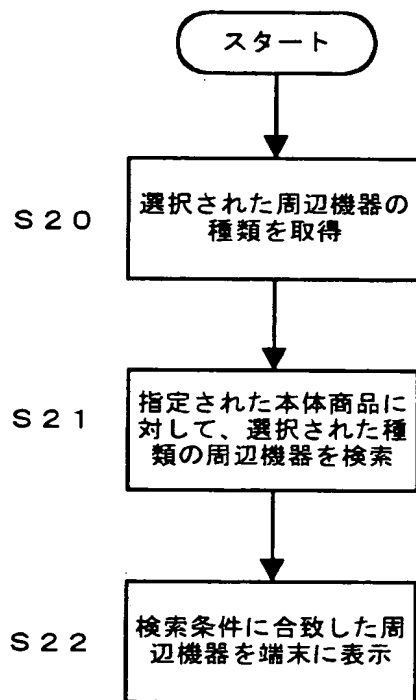 スタート
S20
選択された周辺機器の
種類を取得
S21
指定された本体商品に
対して、選択された種
類の周辺機器を検索
S22
検索条件に合致した周
辺機器を端末に表示